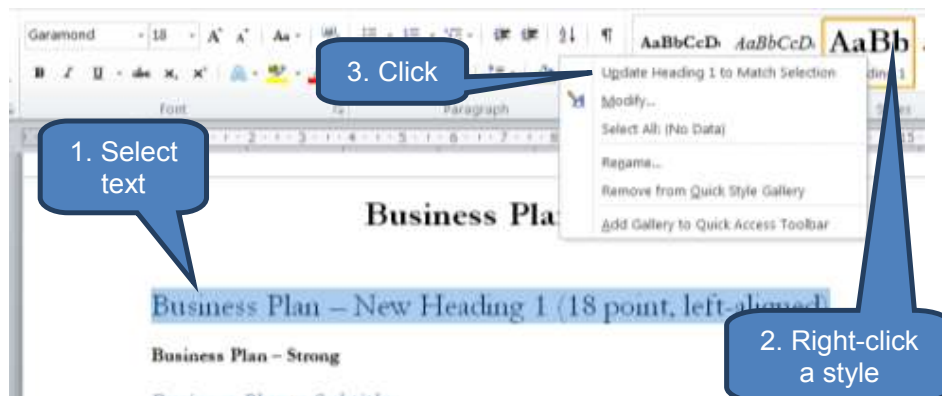 Garamond 18 A A Aa
AaBbCcD AaBbCcD AaBb
B I U abc x, x'
3. Click
Update Heading 1 to Match Selection
Modify...
Font Paragraph
Select All: (No Data)
1. Select
text
Rename...
Remove from Quick Style Gallery
Add Gallery to Quick Access Toolbar
Business
Business Plan – New Heading 1 (18 point, left-aligned)
Business Plan – Strong
2. Right-click
a style